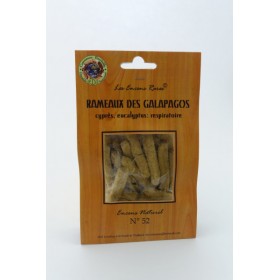 Les Encens Rares®
RAMEAUX DES GALAPAGOS
cyprès, eucalyptus, respiratoire
Encens Naturel
N° 52